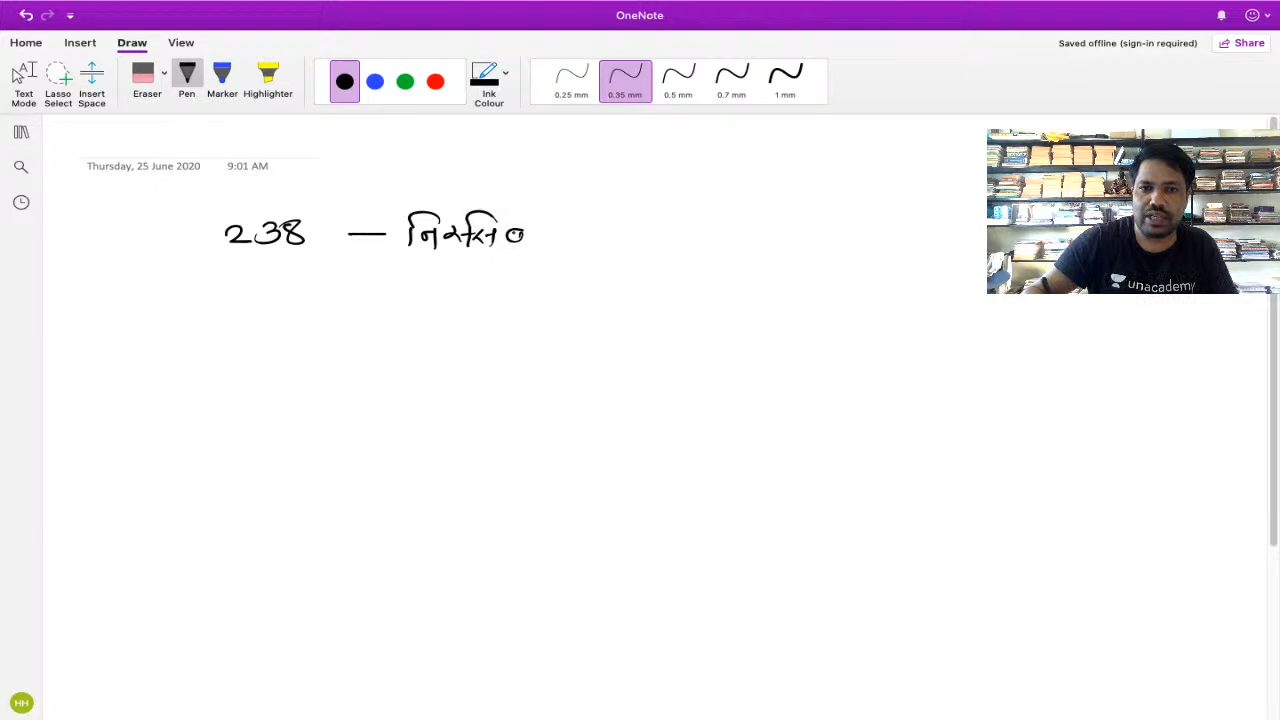 OneNote
Home Insert Draw View
Saved offline (sign-in required) Share
Text Mode
Lasso Select
Insert Space
Eraser
Pen
Marker
Highlighter
Ink Colour
0.25 mm
0.35 mm
0.5 mm
0.7 mm
1 mm
Thursday, 25 June 2020 9:01 AM
238 —
unacademy
HH